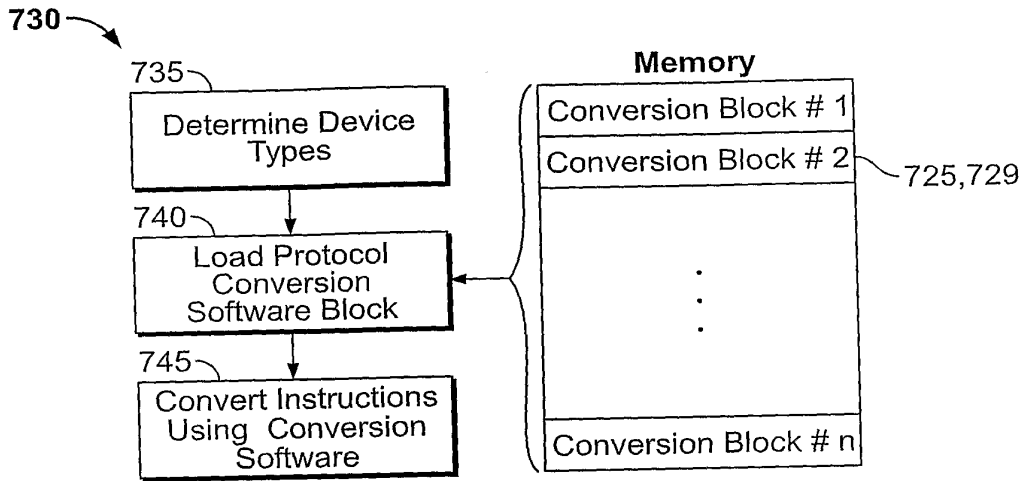 730
735
Determine Device
Types
740
Load Protocol
Conversion
Software Block
745
Convert Instructions
Using Conversion
Software
Memory
Conversion Block # 1
Conversion Block # 2
725,729
Conversion Block # n